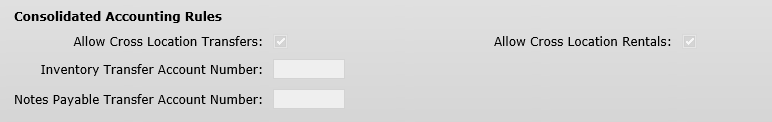 Consolidated Accounting Rules
Allow Cross Location Transfers: Allow Cross Location Rentals:
Inventory Transfer Account Number:
Notes Payable Transfer Account Number: